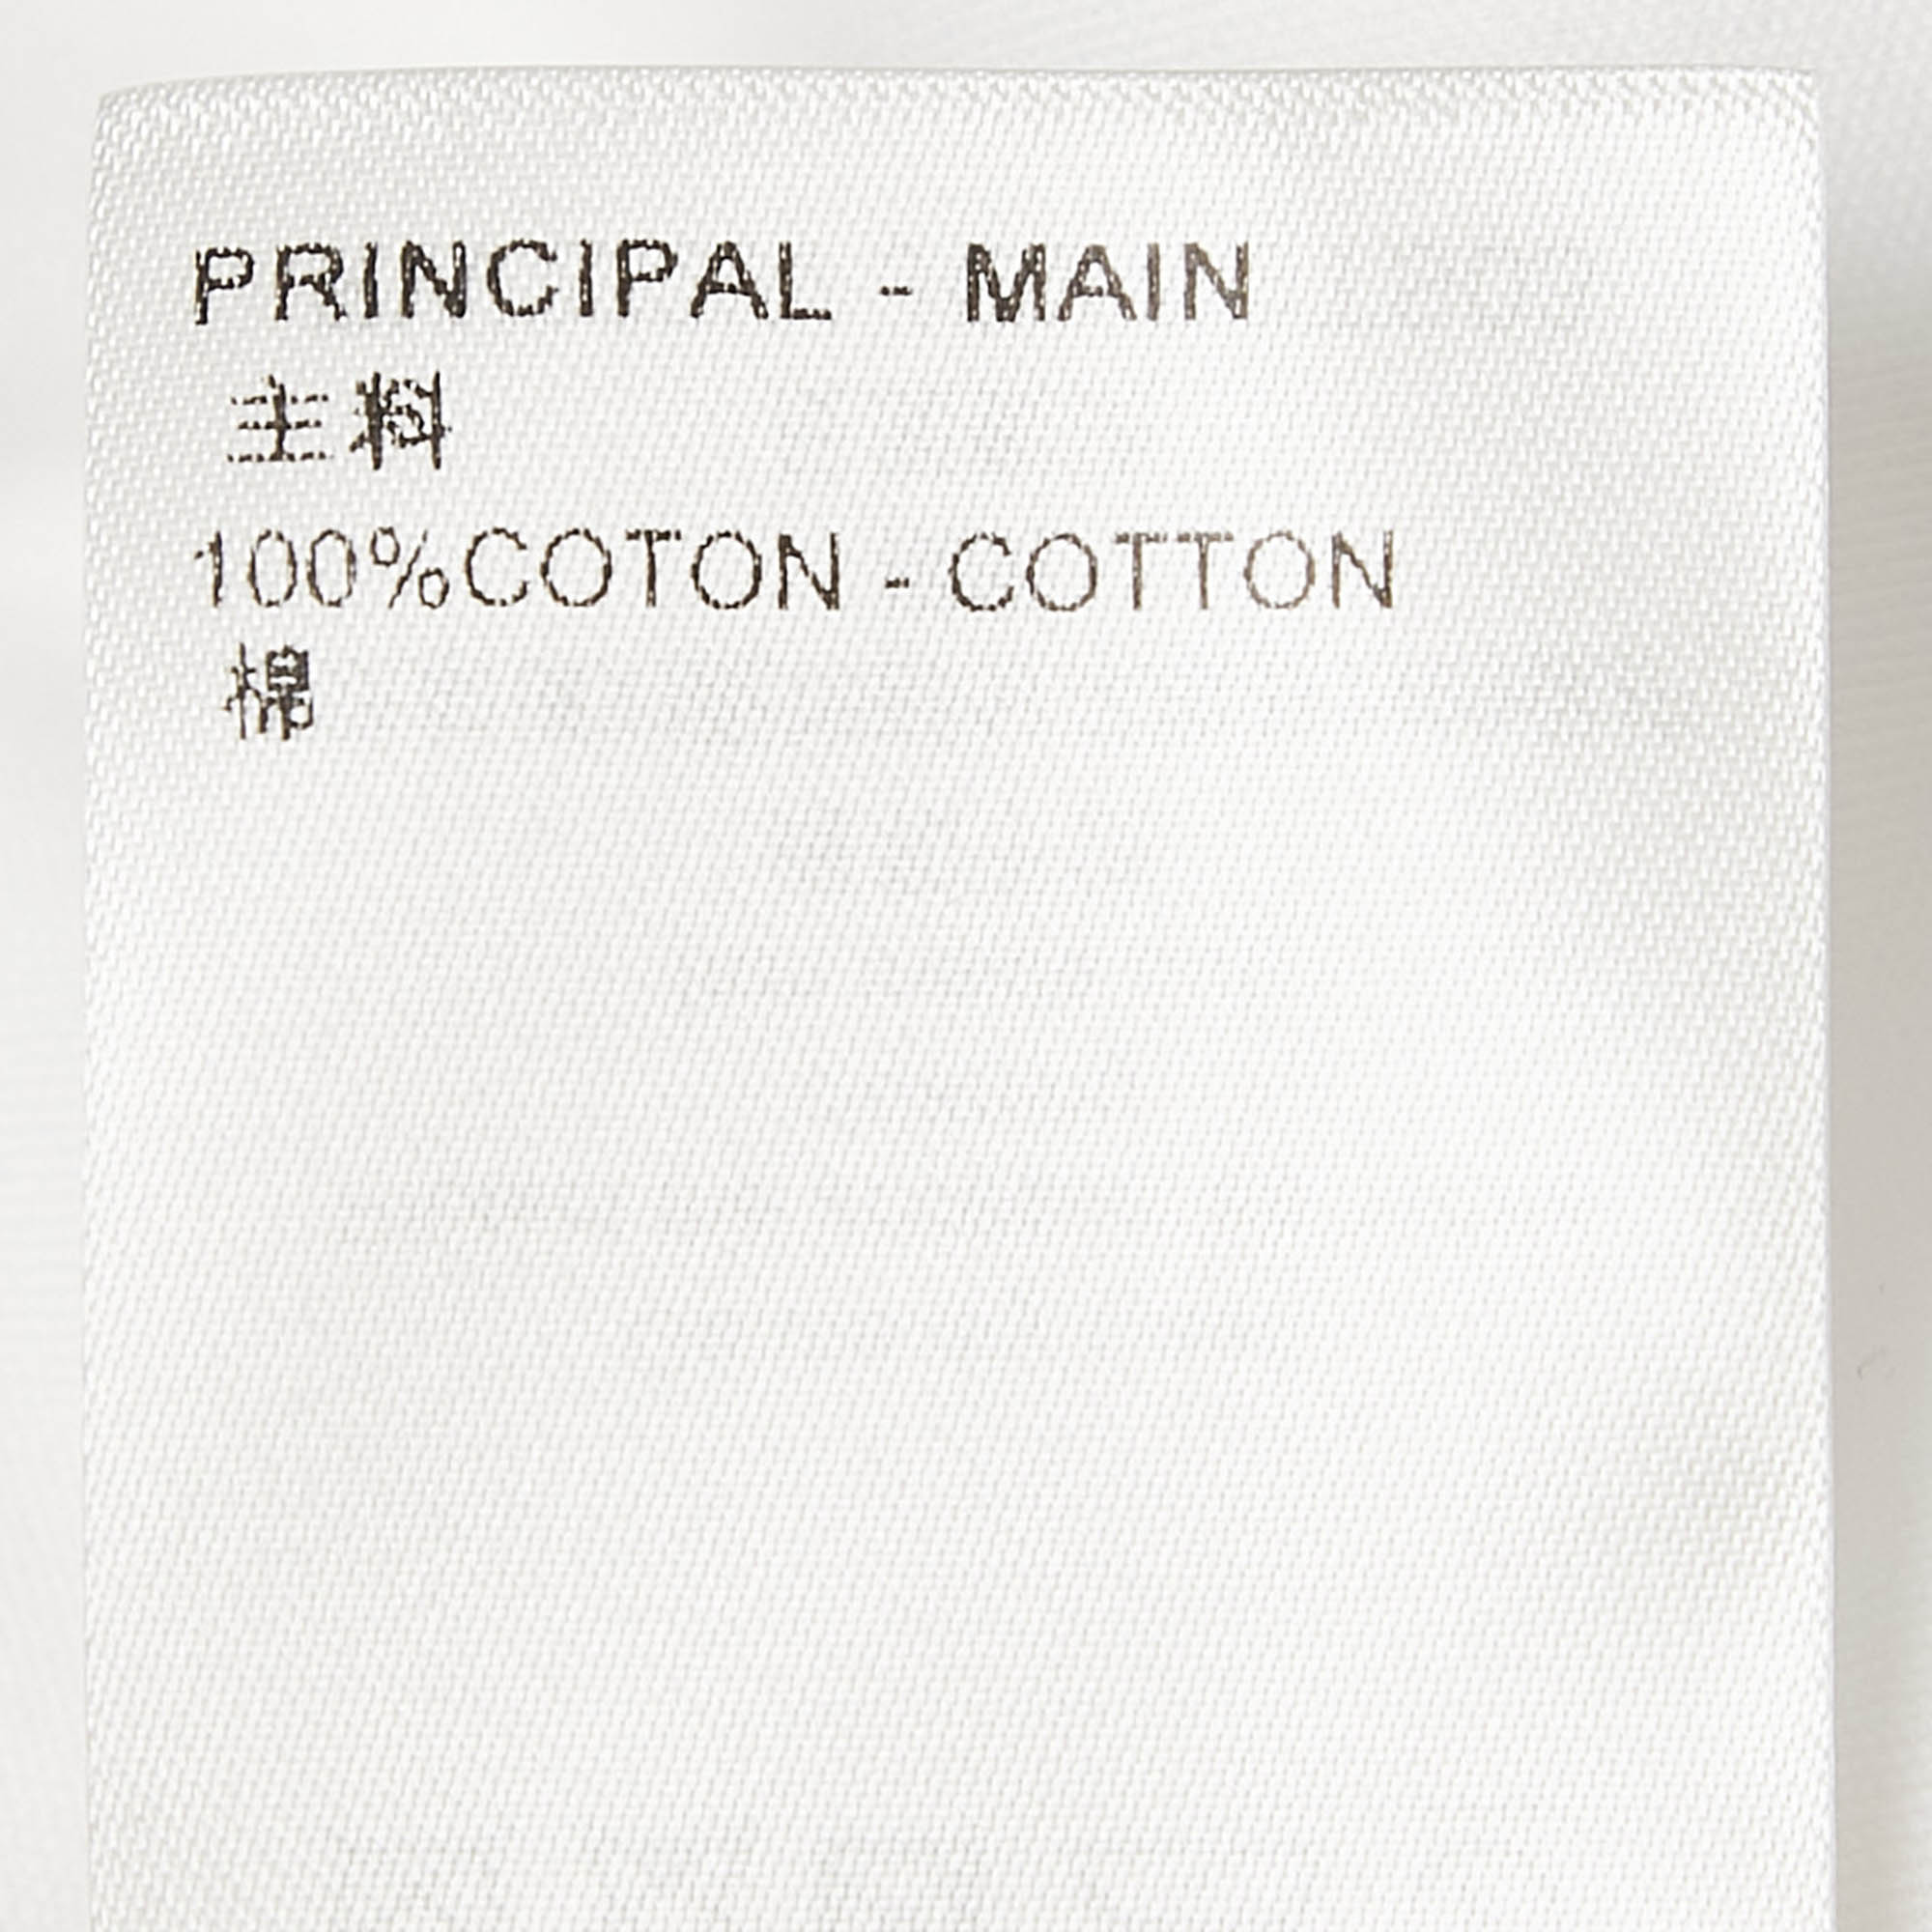 PRINCIPAL - MAIN
主料
100%COTON - COTTON
棉